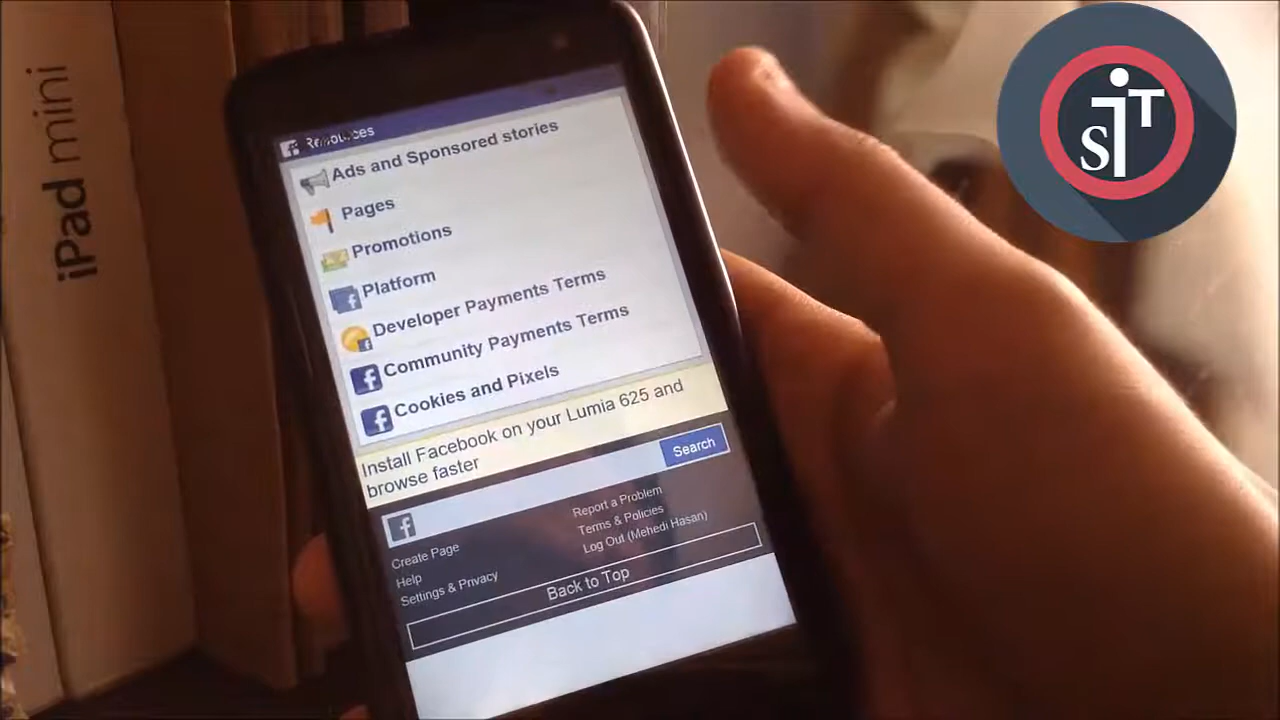 iPad mini
Resources
Ads and Sponsored stories
Pages
Promotions
Platform
Developer Payments Terms
Community Payments Terms
Cookies and Pixels
Install Facebook on your Lumia 625 and
browse faster
Search
Create Page
Help
Settings & Privacy
Report a Problem
Terms & Policies
Log Out (Mehedi Hasan)
Back to Top
SIT